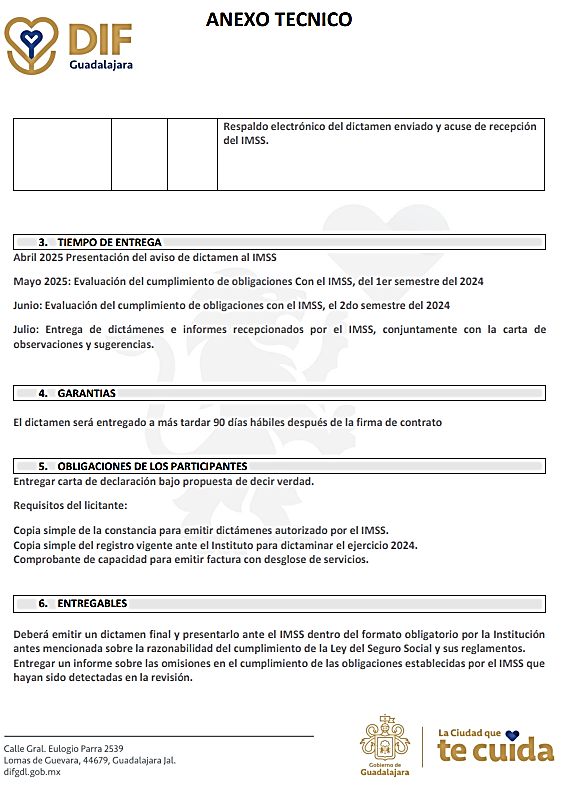 ANEXO TECNICO
DIF
Guadalajara
Respaldo electrónico del dictamen enviado y acuse de recepción
del IMSS.
3. TIEMPO DE ENTREGA
Abril 2025 Presentación del aviso de dictamen al IMSS
Mayo 2025: Evaluación del cumplimiento de obligaciones Con el IMSS, del 1er semestre del 2024
Junio: Evaluación del cumplimiento de obligaciones con el IMSS, el 2do semestre del 2024
Julio: Entrega de dictámenes e informes recepcionados por el IMSS, conjuntamente con la carta de
observaciones y sugerencias.
4. GARANTIAS
El dictamen será entregado a más tardar 90 días hábiles después de la firma de contrato
5. OBLIGACIONES DE LOS PARTICIPANTES
Entregar carta de declaración bajo propuesta de decir verdad.
Requisitos del licitante:
Copia simple de la constancia para emitir dictámenes autorizado por el IMSS.
Copia simple del registro vigente ante el Instituto para dictaminar el ejercicio 2024.
Comprobante de capacidad para emitir factura con desglose de servicios.
6. ENTREGABLES
Deberá emitir un dictamen final y presentarlo ante el IMSS dentro del formato obligatorio por la Institución
antes mencionada sobre la razonabilidad del cumplimiento de la Ley del Seguro Social y sus reglamentos.
Entregar un informe sobre las omisiones en el cumplimiento de las obligaciones establecidas por el IMSS que
hayan sido detectadas en la revisión.
Calle Gral. Eulogio Parra 2539
Lomas de Guevara, 44679, Guadalajara Jal.
difgdl.gob.mx
Gobierno de
Guadalajara
La Ciudad que
te cuida